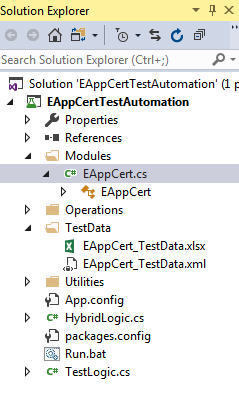 Solution Explorer
Search Solution Explorer (Ctrl+;)
Solution 'EAppCertTestAutomation' (1 p
EAppCertTestAutomation
Properties
References
Modules
C# EAppCert.cs
EAppCert
Operations
TestData
EAppCert_TestData.xlsx
EAppCert_TestData.xml
Utilities
App.config
C# HybridLogic.cs
packages.config
Run.bat
C# TestLogic.cs